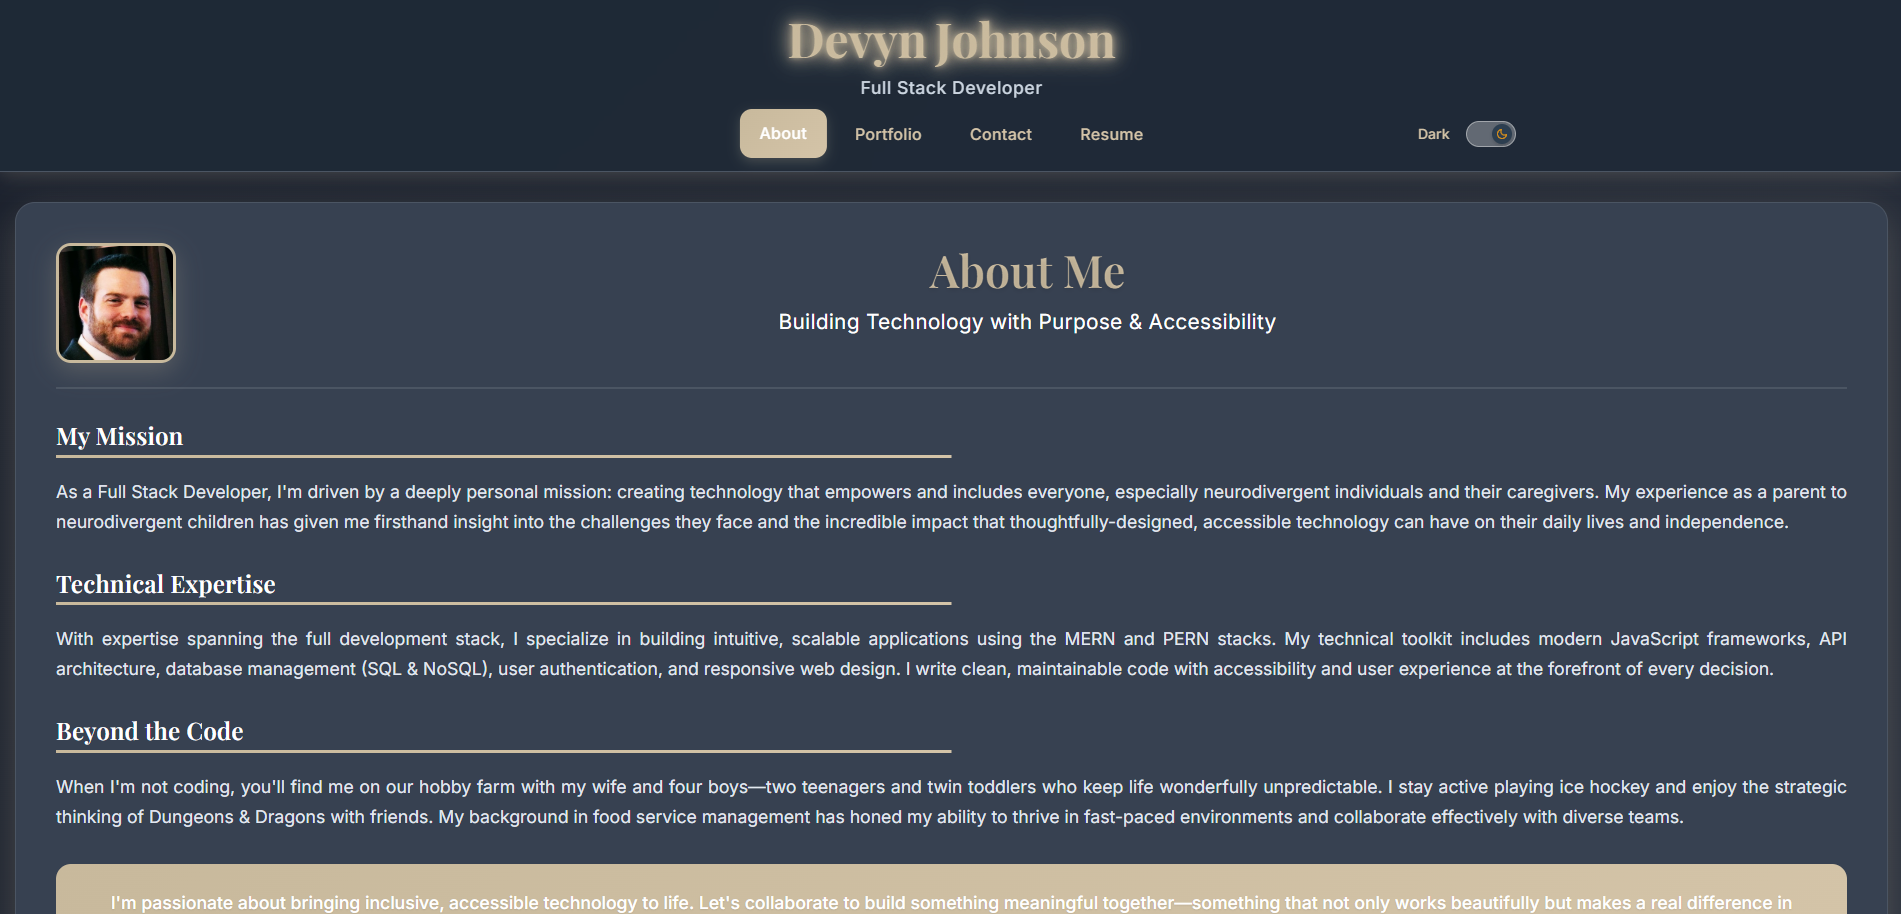 Devyn Johnson
Full Stack Developer
About
Portfolio
Contact
Resume
Dark
About Me
Building Technology with Purpose & Accessibility
My Mission
As a Full Stack Developer, I'm driven by a deeply personal mission: creating technology that empowers and includes everyone, especially neurodivergent individuals and their caregivers. My experience as a parent to
neurodivergent children has given me firsthand insight into the challenges they face and the incredible impact that thoughtfully-designed, accessible technology can have on their daily lives and independence.
Technical Expertise
With expertise spanning the full development stack, I specialize in building intuitive, scalable applications using the MERN and PERN stacks. My technical toolkit includes modern JavaScript frameworks, API
architecture, database management (SQL & NoSQL), user authentication, and responsive web design. I write clean, maintainable code with accessibility and user experience at the forefront of every decision.
Beyond the Code
When I'm not coding, you'll find me on our hobby farm with my wife and four boys—two teenagers and twin toddlers who keep life wonderfully unpredictable. I stay active playing ice hockey and enjoy the strategic
thinking of Dungeons & Dragons with friends. My background in food service management has honed my ability to thrive in fast-paced environments and collaborate effectively with diverse teams.
I'm passionate about bringing inclusive, accessible technology to life. Let's collaborate to build something meaningful together—something that not only works beautifully but makes a real difference in